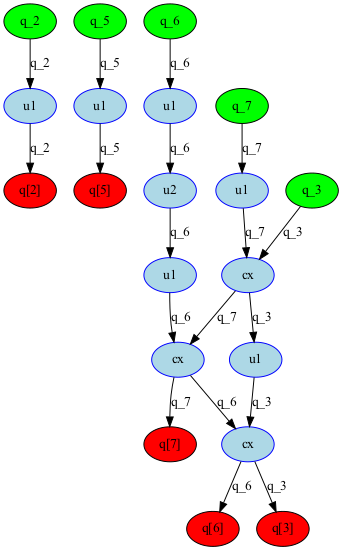 q_2 q_5 q_6
q_2 q_5 q_6
u1 u1 u1 q_7
q_2 q_5 q_6 q_7
q[2] q[5] u2 u1 q_3
q_6 q_7 q_3
u1 cx
q_6 q_7 q_3
cx u1
q_7 q_6 q_3
q[7] cx
q_6 q_3
q[6] q[3]